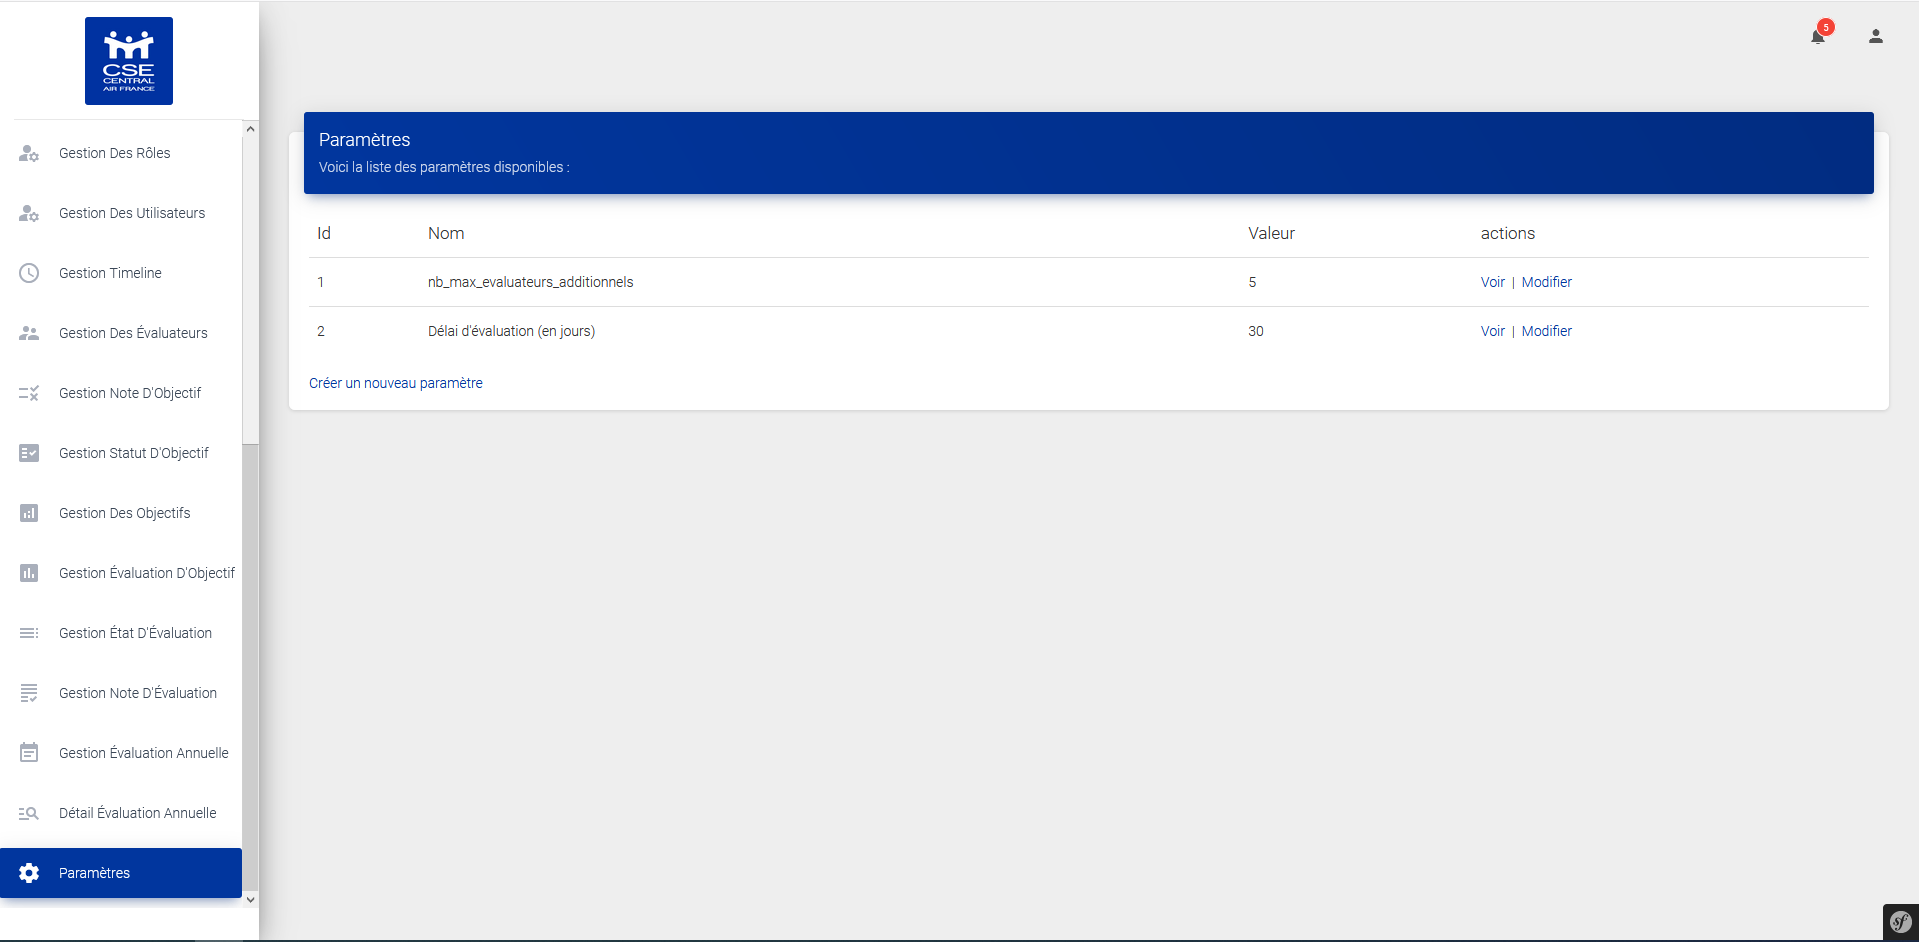 CSE
CENTRAL
AIR FRANCE
Gestion Des Rôles
Gestion Des Utilisateurs
Gestion Timeline
Gestion Des Évaluateurs
Gestion Note D'Objectif
Gestion Statut D'Objectif
Gestion Des Objectifs
Gestion Évaluation D'Objectif
Gestion État D'Évaluation
Gestion Note D'Évaluation
Gestion Évaluation Annuelle
Détail Évaluation Annuelle
Paramètres
5
Paramètres
Voici la liste des paramètres disponibles :
Id Nom Valeur actions
1 nb_max_evaluateurs_additionnels 5 Voir | Modifier
2 Délai d'évaluation (en jours) 30 Voir | Modifier
Créer un nouveau paramètre
sf